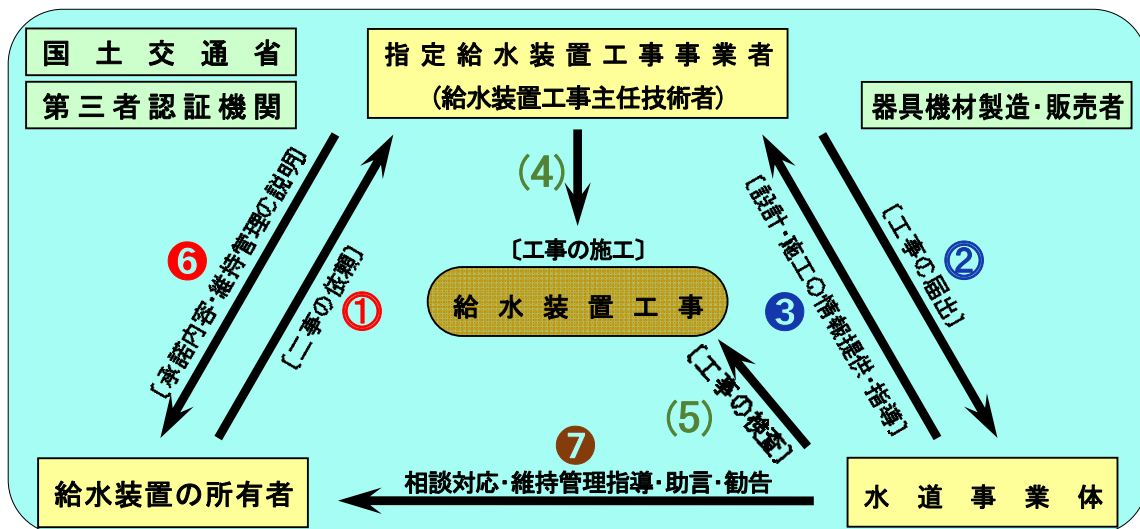 国土交通省
第三者認証機関
指定給水装置工事事業者
(給水装置工事主任技術者)
器具機材製造・販売者
(4)
〔承諾内容・維持管理の説明〕
❻
〔二事の依頼〕
①
〔工事の施工〕
給水装置工事
〔設計・施工の情報提供・指導〕
❸
〔工事の届出〕
②
〔工事の検査〕
(5)
❼
相談対応・維持管理指導・助言・勧告
給水装置の所有者
水道事業体